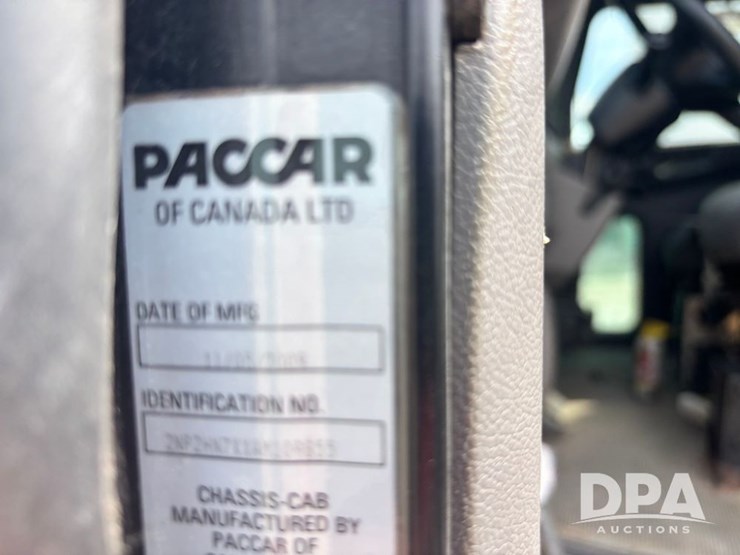 PACCAR
OF CANADA LTD
DATE OF MFG
IDENTIFICATION NO.
CHASSIS-CAB
MANUFACTURED BY
PACCAR OF
DPA
AUCTIONS